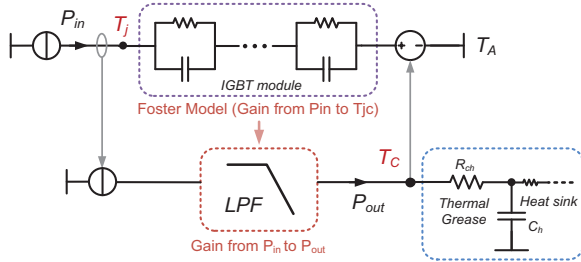 P_in
T_j
T_A
IGBT module
Foster Model (Gain from Pin to Tjc)
T_C
LPF
P_out
R_ch
Thermal
Grease
Heat sink
C_h
Gain from P_in to P_out